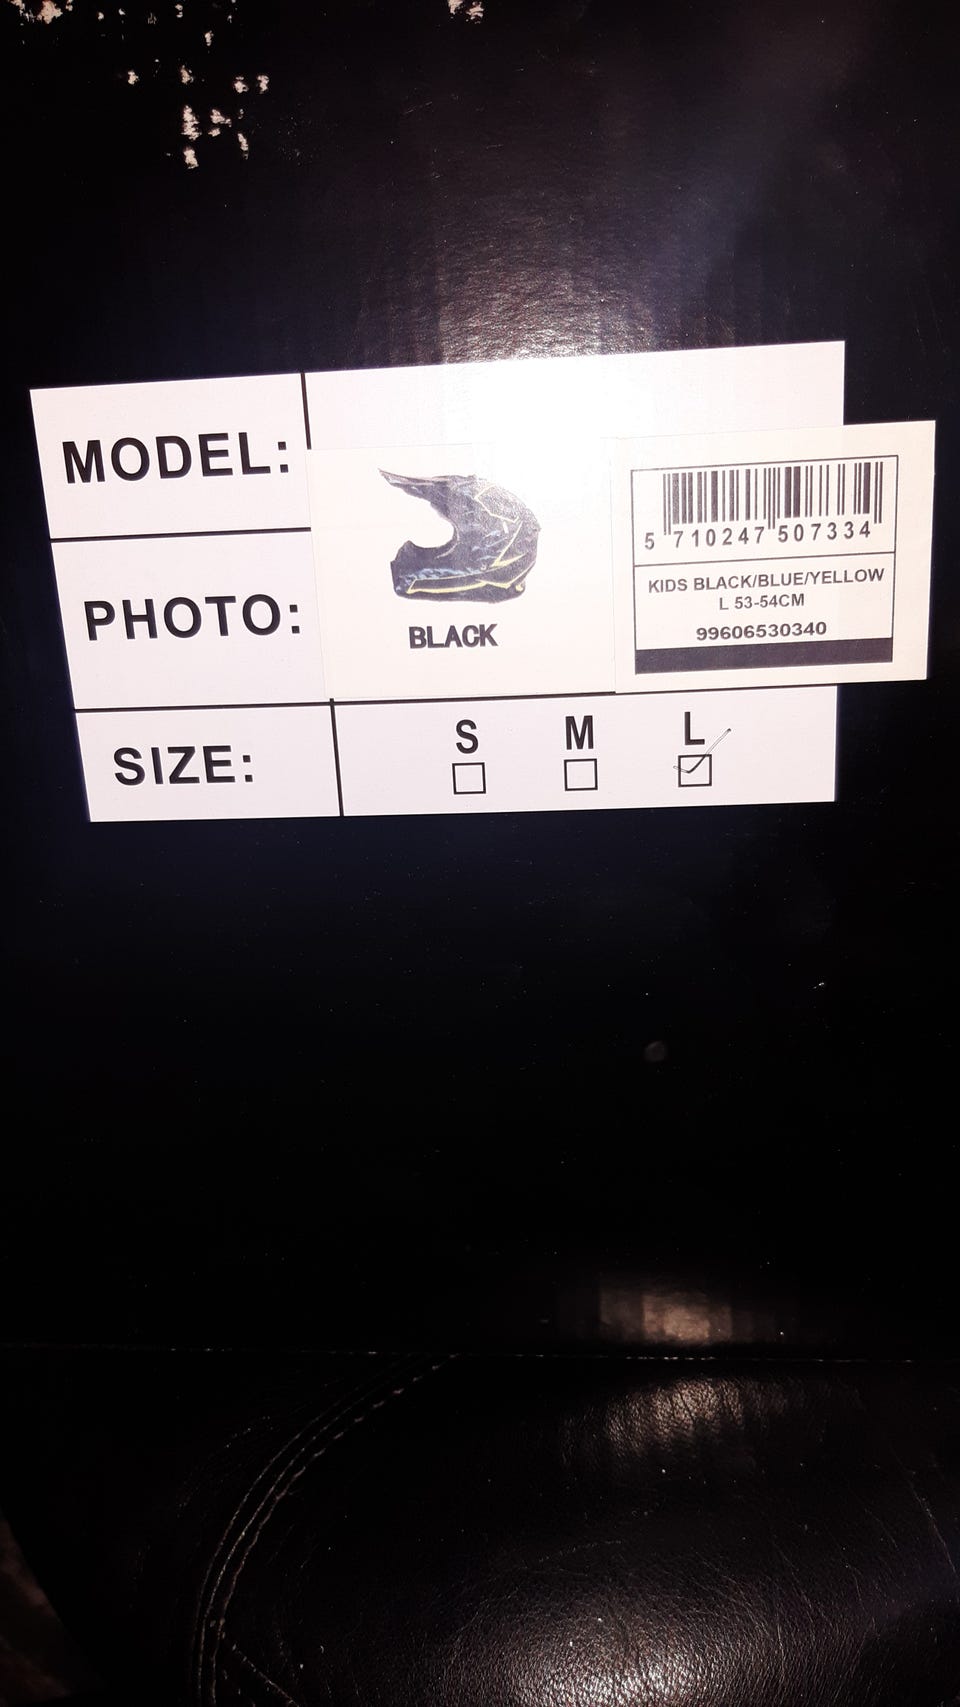 MODEL:
PHOTO:
BLACK
5 710247 507334
KIDS BLACK/BLUE/YELLOW
L 53-54CM
99606530340
SIZE:
S M L